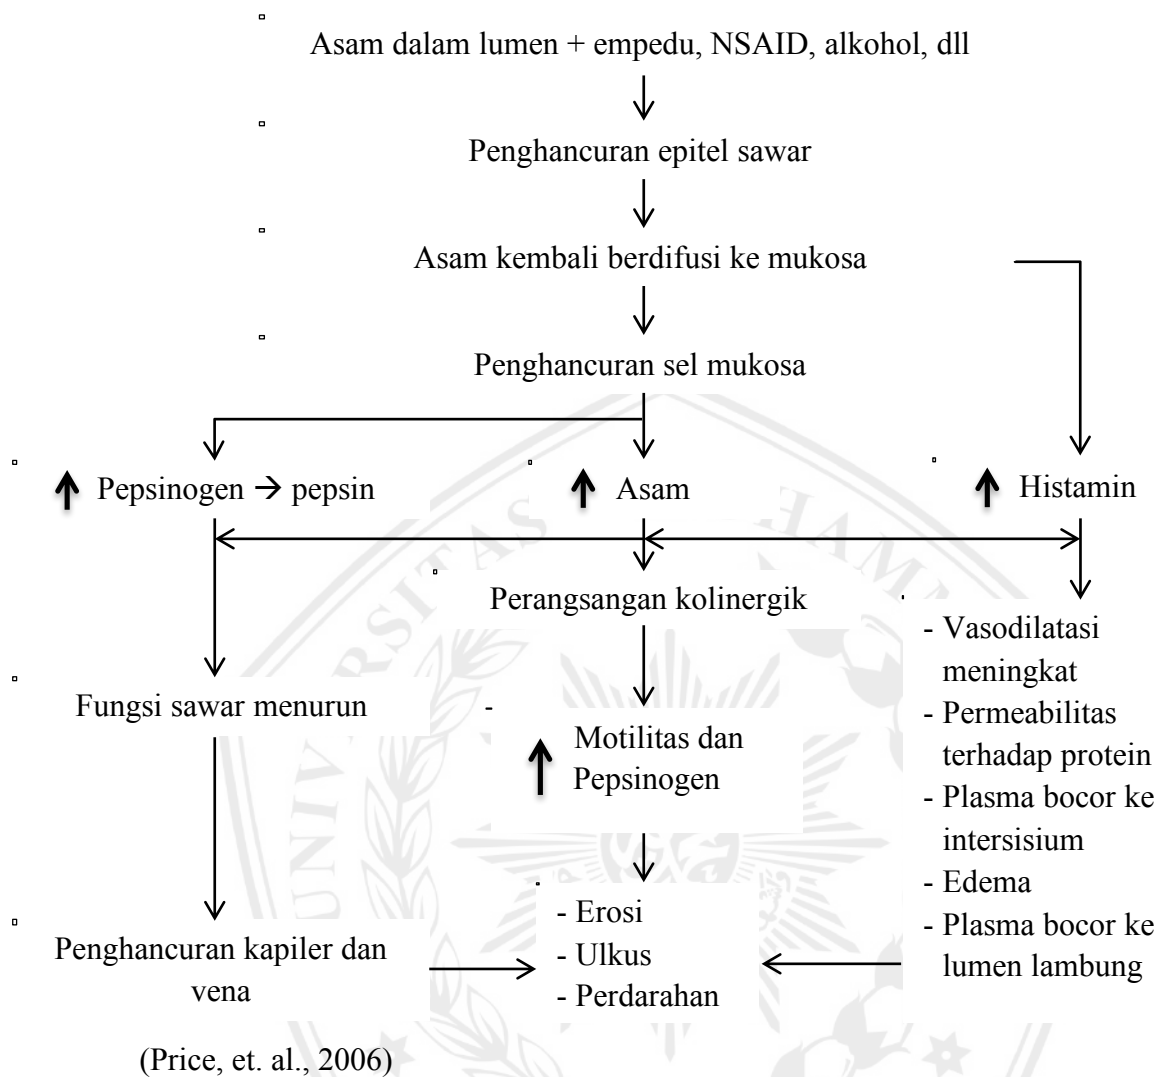 Asam dalam lumen + empedu, NSAID, alkohol, dll
Penghancuran epitel sawar
Asam kembali berdifusi ke mukosa
Penghancuran sel mukosa
Pepsinogen → pepsin
Asam
Histamin
Perangsangan kolinergik
- Vasodilatasi
meningkat
- Permeabilitas
terhadap protein
- Plasma bocor ke
intersisium
- Edema
- Plasma bocor ke
lumen lambung
Fungsi sawar menurun
-
Motilitas dan
Pepsinogen
Penghancuran kapiler dan
vena
- Erosi
- Ulkus
- Perdarahan
(Price, et. al., 2006)